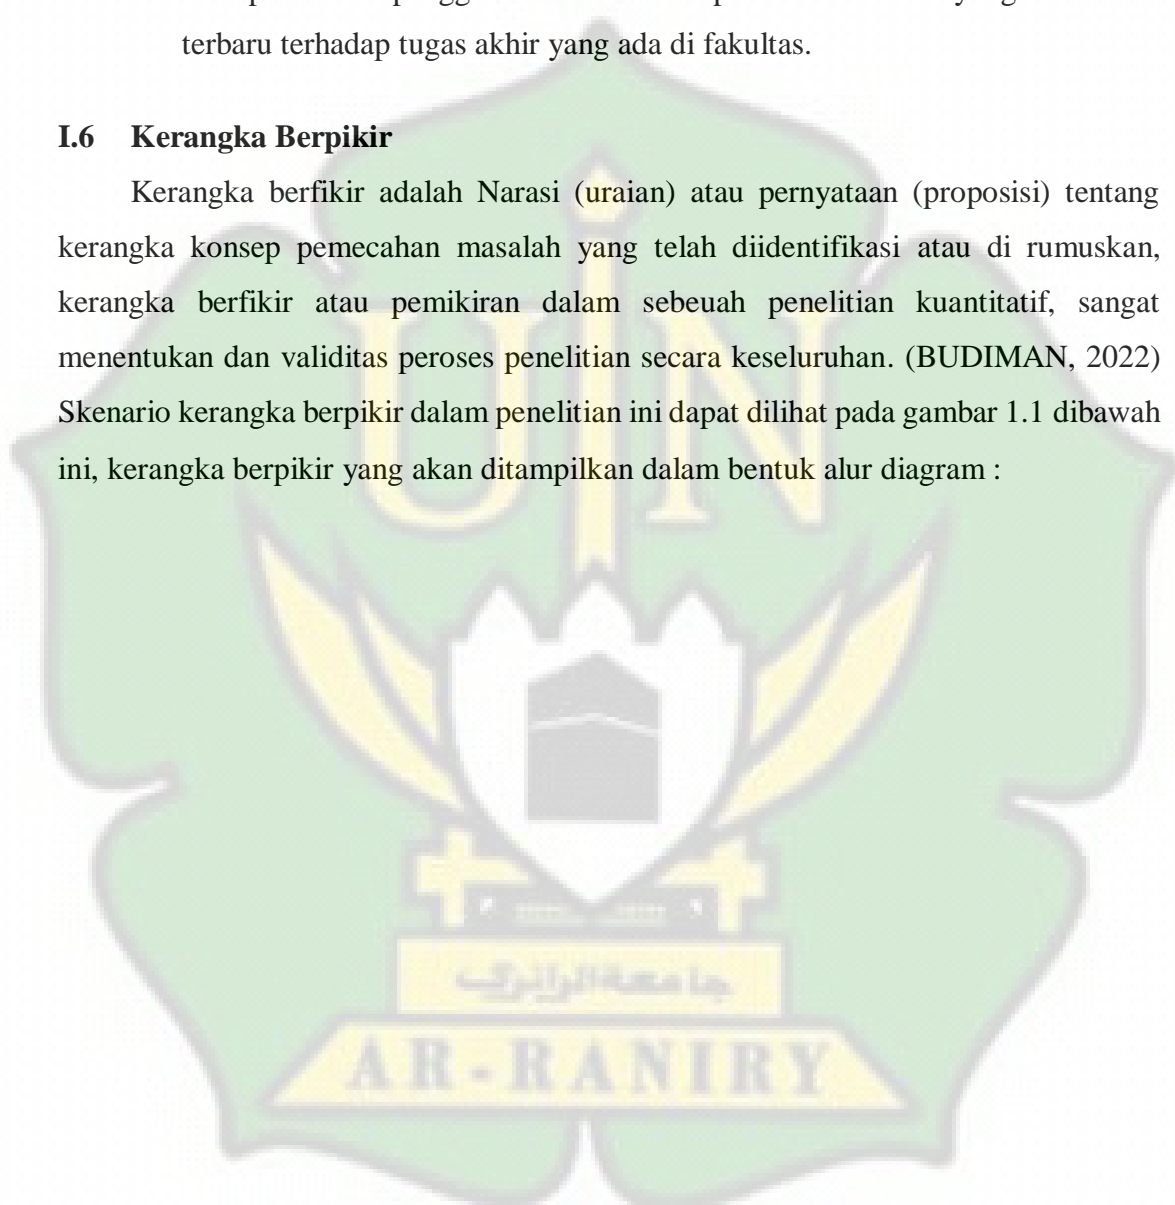 terbaru terhadap tugas akhir yang ada di fakultas.
I.6 Kerangka Berpikir
Kerangka berfikir adalah Narasi (uraian) atau pernyataan (proposisi) tentang
kerangka konsep pemecahan masalah yang telah diidentifikasi atau di rumuskan,
kerangka berfikir atau pemikiran dalam sebeuah penelitian kuantitatif, sangat
menentukan dan validitas peroses penelitian secara keseluruhan. (BUDIMAN, 2022)
Skenario kerangka berpikir dalam penelitian ini dapat dilihat pada gambar 1.1 dibawah
ini, kerangka berpikir yang akan ditampilkan dalam bentuk alur diagram :
UIN
جامعة الرانري
AR-RANIRY